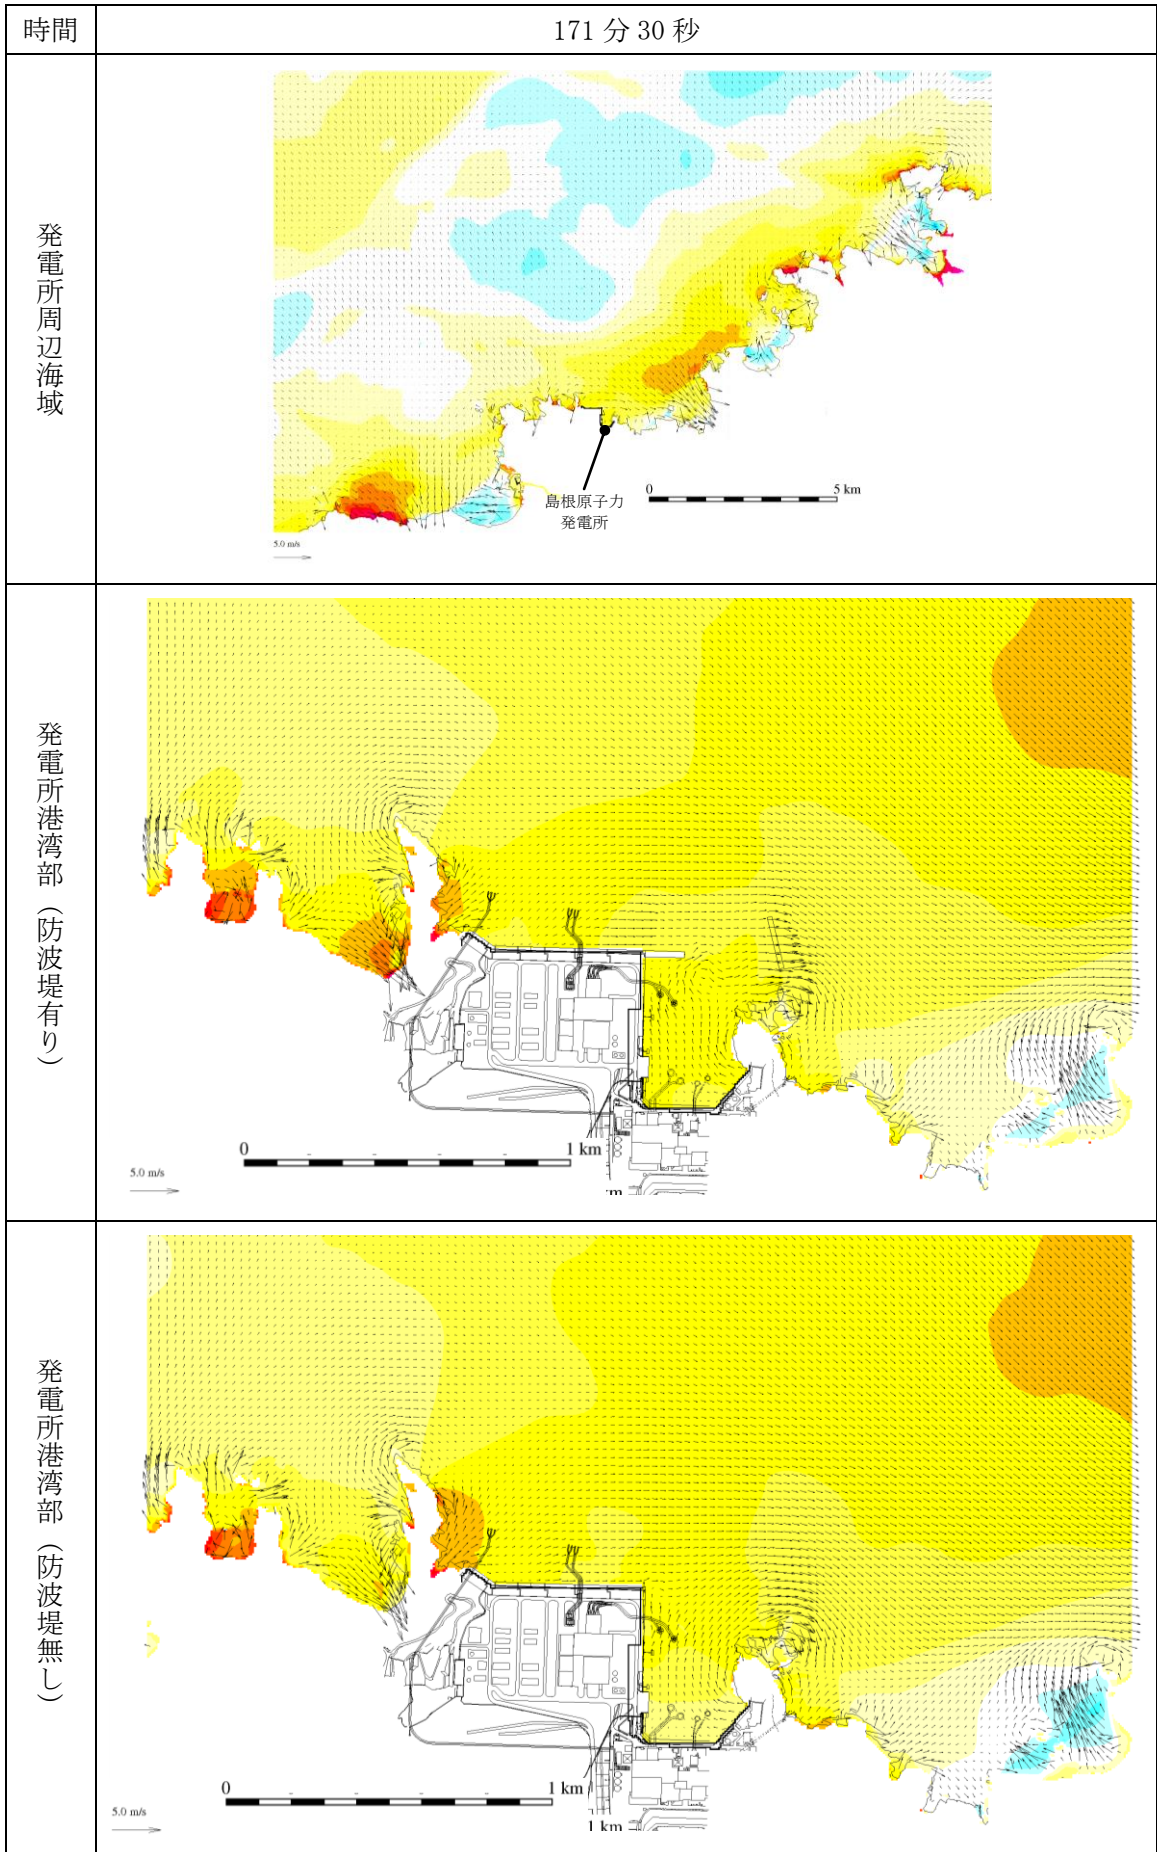 時間
171 分 30 秒
発電所周辺海域
島根原子力
発電所
0 5 km
5.0 m/s
発電所港湾部（防波堤有り）
0 1 km
5.0 m/s
発電所港湾部（防波堤無し）
0 1 km
5.0 m/s
1 km